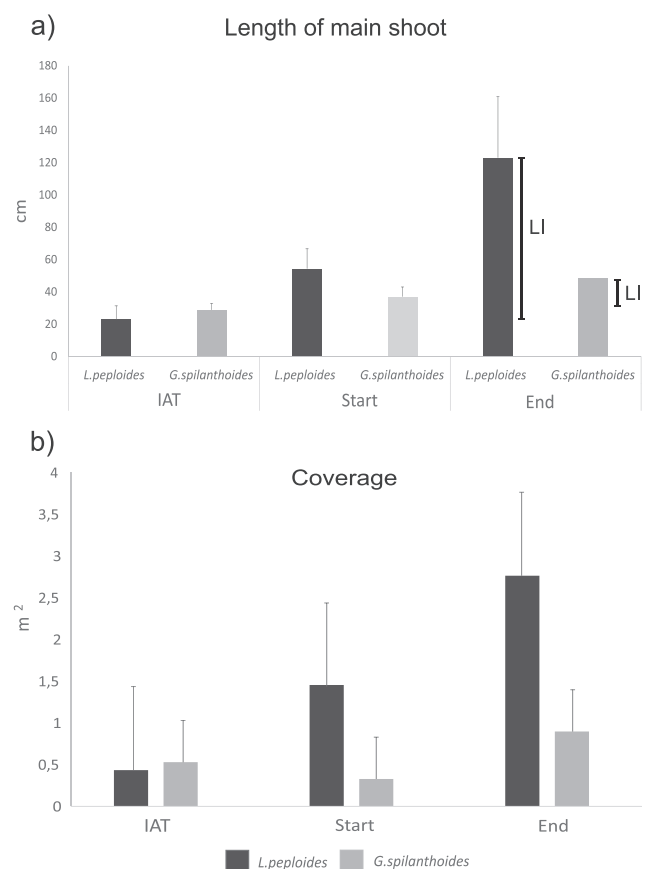 a)
Length of main shoot
180
160
140
120
100
80
60
40
20
0
cm
LI
LI
L.peploides G.spilanthoides L.peploides G.spilanthoides L.peploides G.spilanthoides
IAT Start End
b)
Coverage
4
3,5
3
2,5
2
1,5
1
0,5
0
m 2
IAT Start End
L.peploides G.spilanthoides